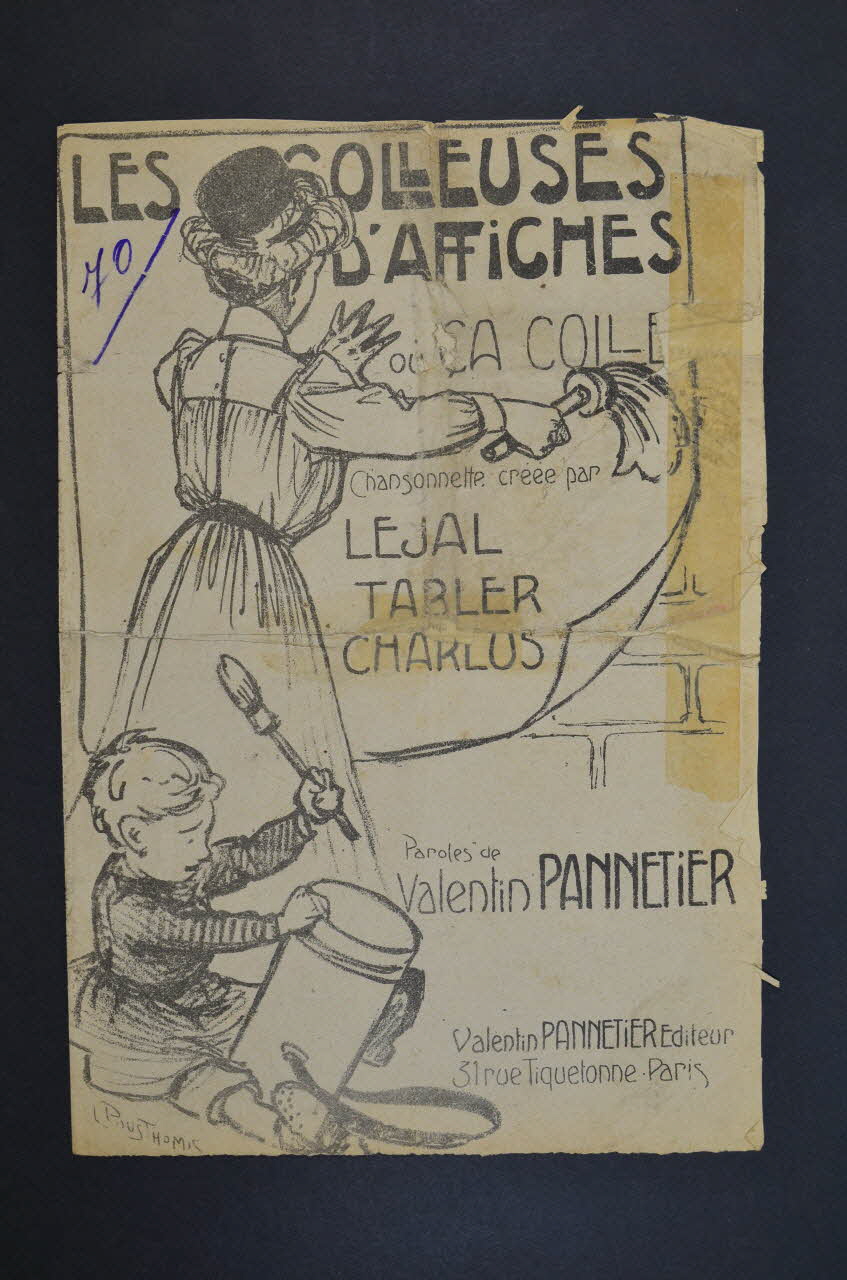 LES COLLEUSES
D'AFFICHES
70
ou ÇA COLLE
Chansonnette créée par
LEJAL
TABLER
CHARLUS
Paroles de
Valentin PANNETIER
Valentin PANNETIER Editeur
31 rue Tiquetonne. Paris